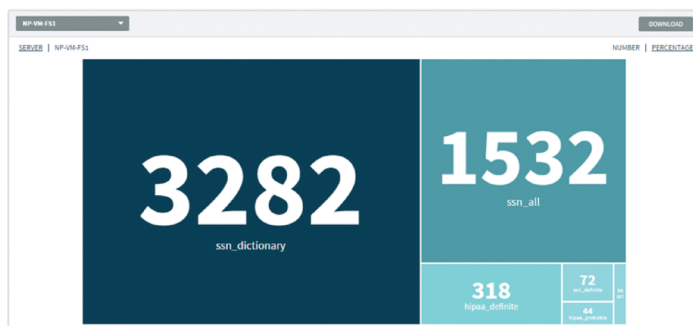 NP-VM-FS1
DOWNLOAD
SERVER | NP-VM-FS1
NUMBER | PERCENTAGE
3282
ssn_dictionary
1532
ssn_all
318
hipaa_definite
72
ssn_definite
44
hipaa_probable